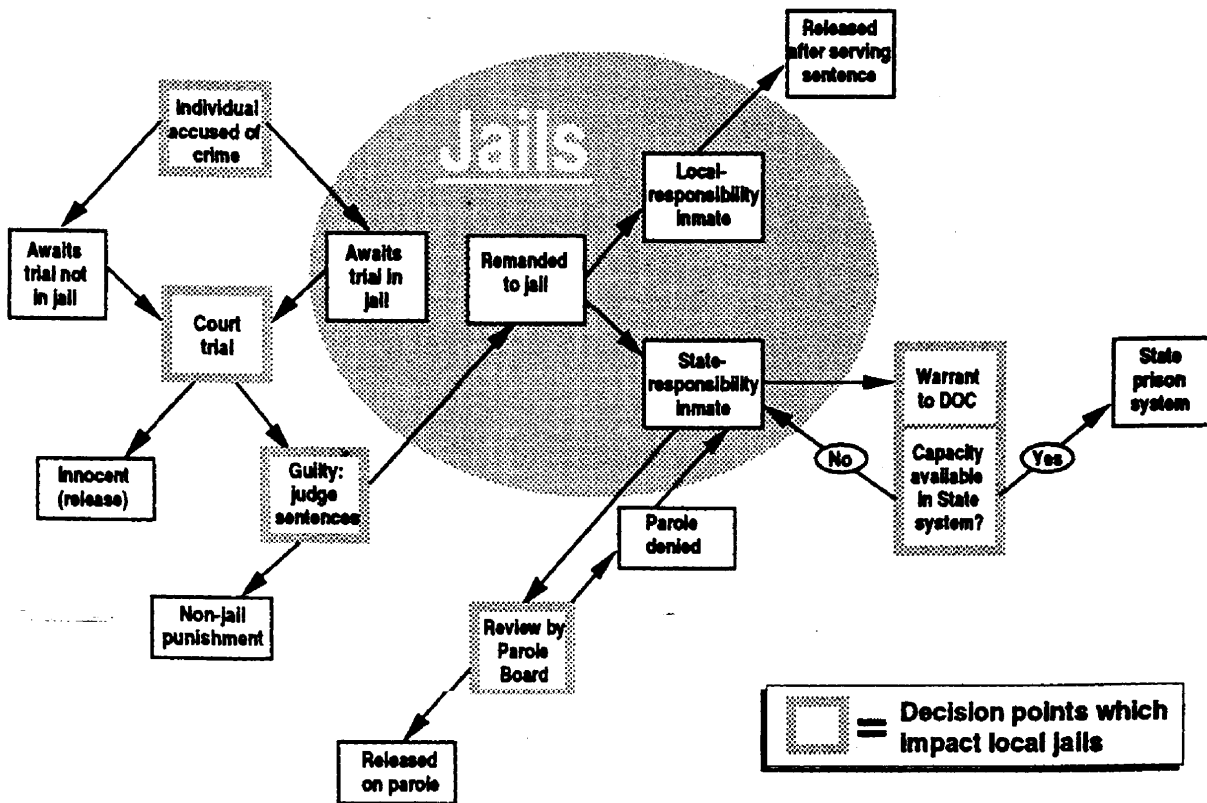 Released
after serving
sentence
Individual
accused of
crime
Jails
Local-
responsibility
inmate
Awaits
trial not
in jail
Awaits
trial in
jail
Remanded
to jail
Court
trial
State-
responsibility
inmate
Warrant
to DOC
State
prison
system
Innocent
(release)
Guilty:
judge
sentences
No
Capacity
available
in State
system?
Yes
Parole
denied
Non-jail
punishment
Review by
Parole
Board
Released
on parole
= Decision points which
impact local jails